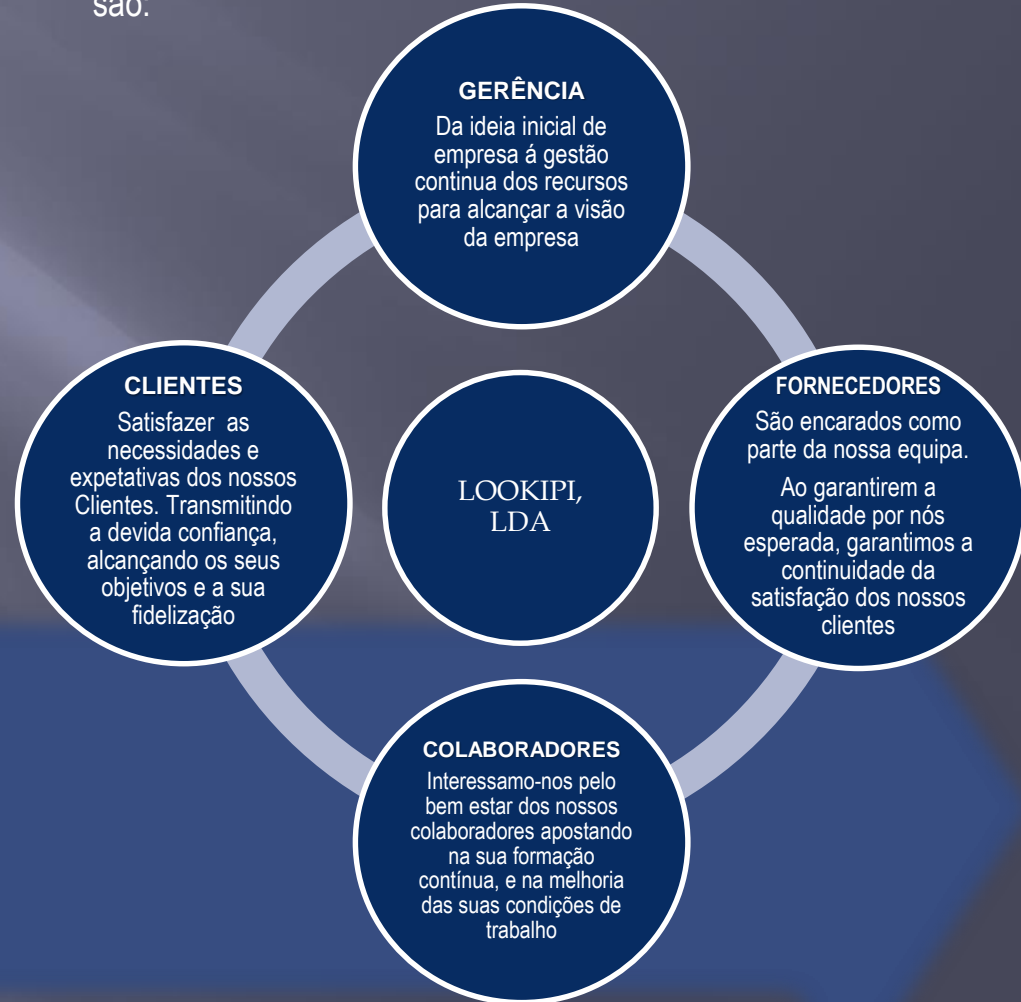 são:
GERÊNCIA
Da ideia inicial de
empresa á gestão
continua dos recursos
para alcançar a visão
da empresa
CLIENTES
Satisfazer as
necessidades e
expetativas dos nossos
Clientes. Transmitindo
a devida confiança,
alcançando os seus
objetivos e a sua
fidelização
LOOKIPI,
LDA
FORNECEDORES
São encarados como
parte da nossa equipa.
Ao garantirem a
qualidade por nós
esperada, garantimos a
continuidade da
satisfação dos nossos
clientes
COLABORADORES
Interessamo-nos pelo
bem estar dos nossos
colaboradores apostando
na sua formação
contínua, e na melhoria
das suas condições de
trabalho